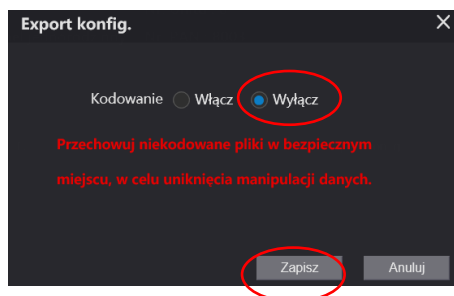 Export konfig.
Kodowanie Włącz Wyłącz
Przechowuj niekodowane pliki w bezpiecznym
miejscu, w celu uniknięcia manipulacji danych.
Zapisz Anuluj